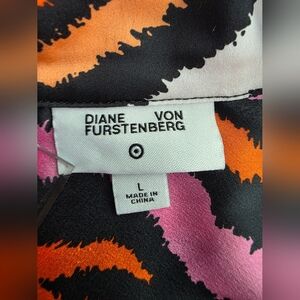 DIANE VON
FURSTENBERG
L
MADE IN
CHINA